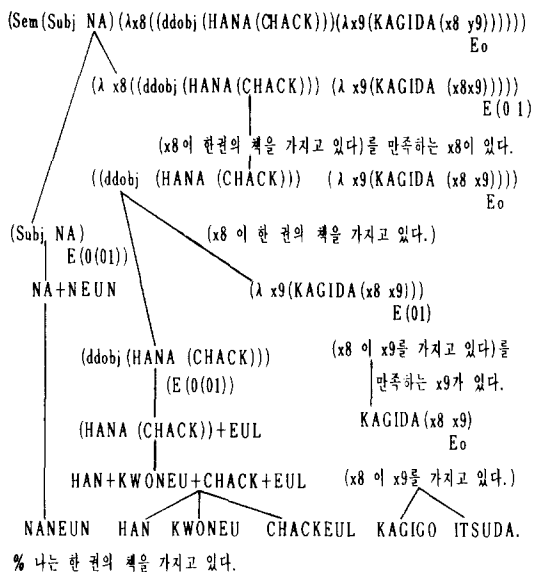 (Sem(Subj NA)(λx8((ddobj(HANA(CHACK)))(λx9(KAGIDA(x8 y9))))))
Eo
(λ x8((ddobj(HANA(CHACK))) (λ x9(KAGIDA (x8x9)))))
E(0 1)
(x8이 한권의 책을 가지고 있다)를 만족하는 x8이 있다.
((ddobj (HANA (CHACK))) (λ x9(KAGIDA (x8 x9))))
Eo
(Subj NA) (x8 이 한 권의 책을 가지고 있다.)
E(0(01))
NA+NEUN (λ x9(KAGIDA(x8 x9)))
E(01)
(ddobj(HANA (CHACK))) (x8 이 x9를 가지고 있다)를
(E(0(01)) 만족하는 x9가 있다.
(HANA (CHACK))+EUL KAGIDA(x8 x9)
Eo
HAN+KWONEU+CHACK+EUL (x8 이 x9를 가지고 있다.)
NANEUN HAN KWONEU CHACKEUL KAGIGO ITSUDA.
% 나는 한 권의 책을 가지고 있다.